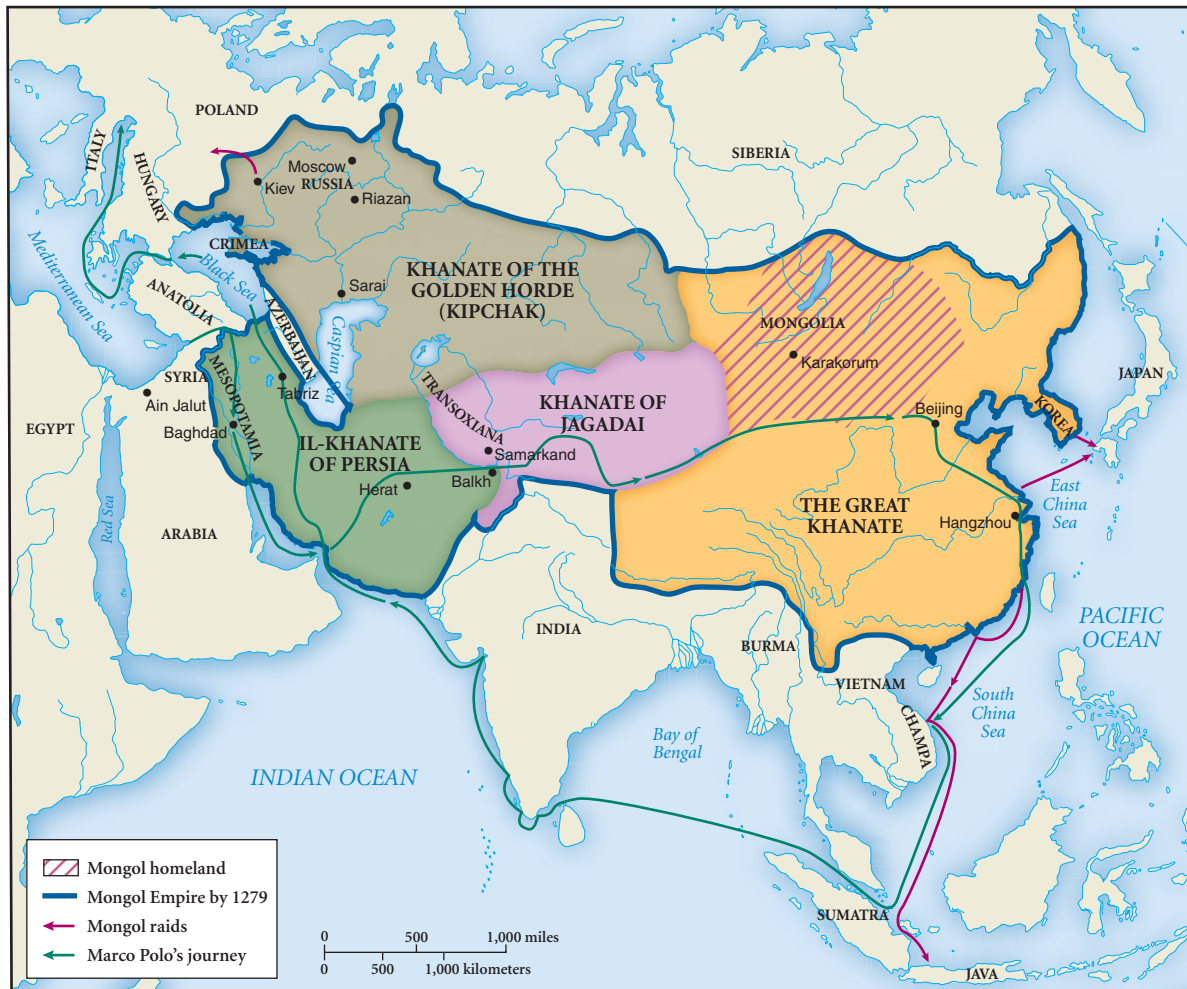 POLAND
ITALY
HUNGARY
Moscow
RUSSIA
Kiev
Riazan
SIBERIA
CRIMEA
Mediterranean Sea
Black Sea
KHANATE OF THE
GOLDEN HORDE
(KIPCHAK)
Sarai
ANATOLIA
AZERBAIJAN
Caspian Sea
MONGOLIA
Karakorum
JAPAN
SYRIA
MESOPOTAMIA
Tabriz
TRANSOXIANA
KHANATE OF
JAGADAI
Beijing
KOREA
Ain Jalut
EGYPT
Baghdad
IL-KHANATE
OF PERSIA
Samarkand
Herat
Balkh
THE GREAT
KHANATE
Hangzhou
East
China
Sea
Red Sea
ARABIA
INDIA
BURMA
VIETNAM
PACIFIC
OCEAN
CHAMPA
South
China
Sea
Bay of
Bengal
INDIAN OCEAN
SUMATRA
JAVA
Mongol homeland
Mongol Empire by 1279
Mongol raids
Marco Polo's journey
0 500 1,000 miles
0 500 1,000 kilometers